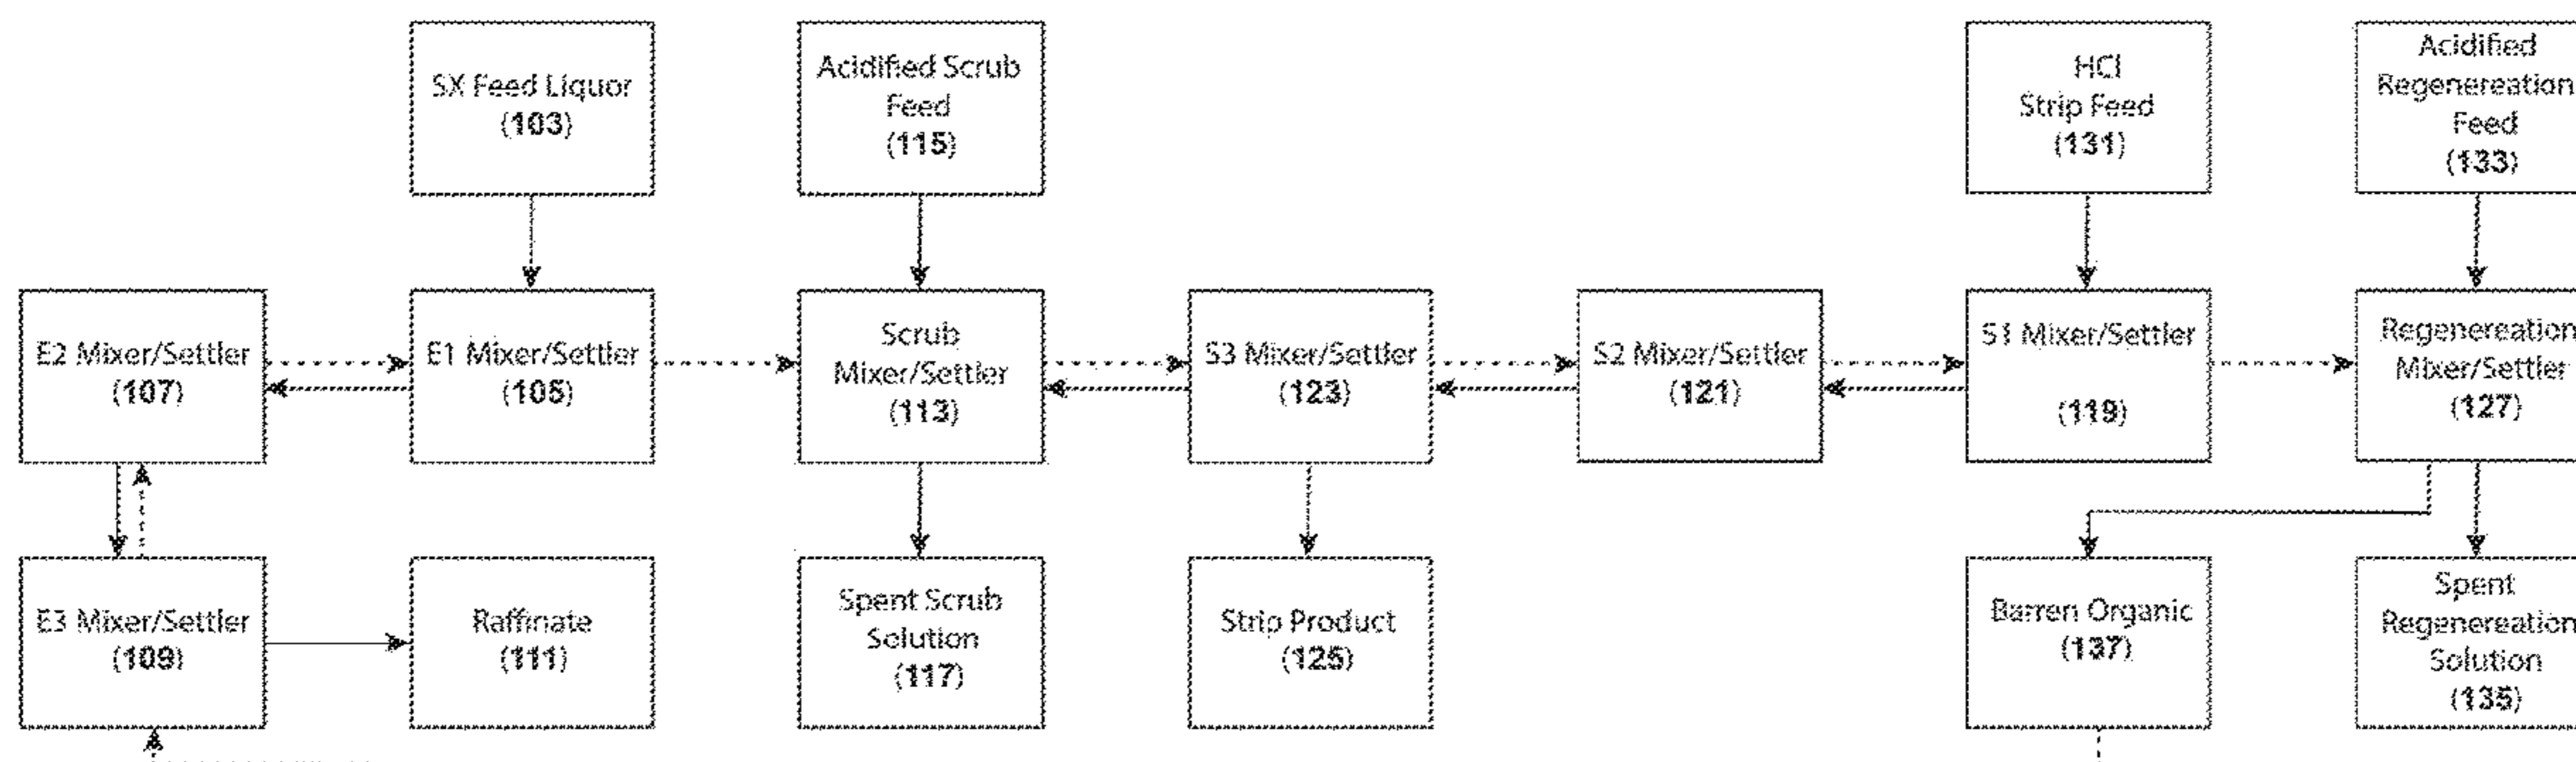 SX Feed Liquor
(103)
Acidified Scrub
Feed
(115)
HCl
Strip Feed
(131)
Acidified
Regenereation
Feed
(133)
E2 Mixer/Settler
(107)
E1 Mixer/Settler
(105)
Scrub
Mixer/Settler
(113)
S3 Mixer/Settler
(123)
S2 Mixer/Settler
(121)
S1 Mixer/Settler
(119)
Regenereation
Mixer/Settler
(127)
E3 Mixer/Settler
(109)
Raffinate
(111)
Spent Scrub
Solution
(117)
Strip Product
(125)
Barren Organic
(137)
Spent
Regenereation
Solution
(135)